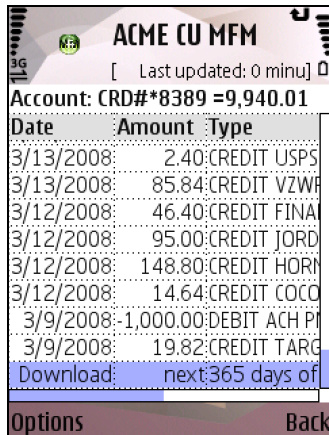 ACME CU MFM
3G
[ Last updated: 0 minu]
Account: CRD#*8389 =9,940.01
Date Amount Type
3/13/2008 2.40 CREDIT USPS
3/13/2008 85.84 CREDIT VZWR
3/12/2008 46.40 CREDIT FINA
3/12/2008 95.00 CREDIT JORD
3/12/2008 148.80 CREDIT HORN
3/12/2008 14.64 CREDIT COCO
3/9/2008 -1,000.00 DEBIT ACH PM
3/9/2008 19.82 CREDIT TARG
Download next 365 days of
Options Back